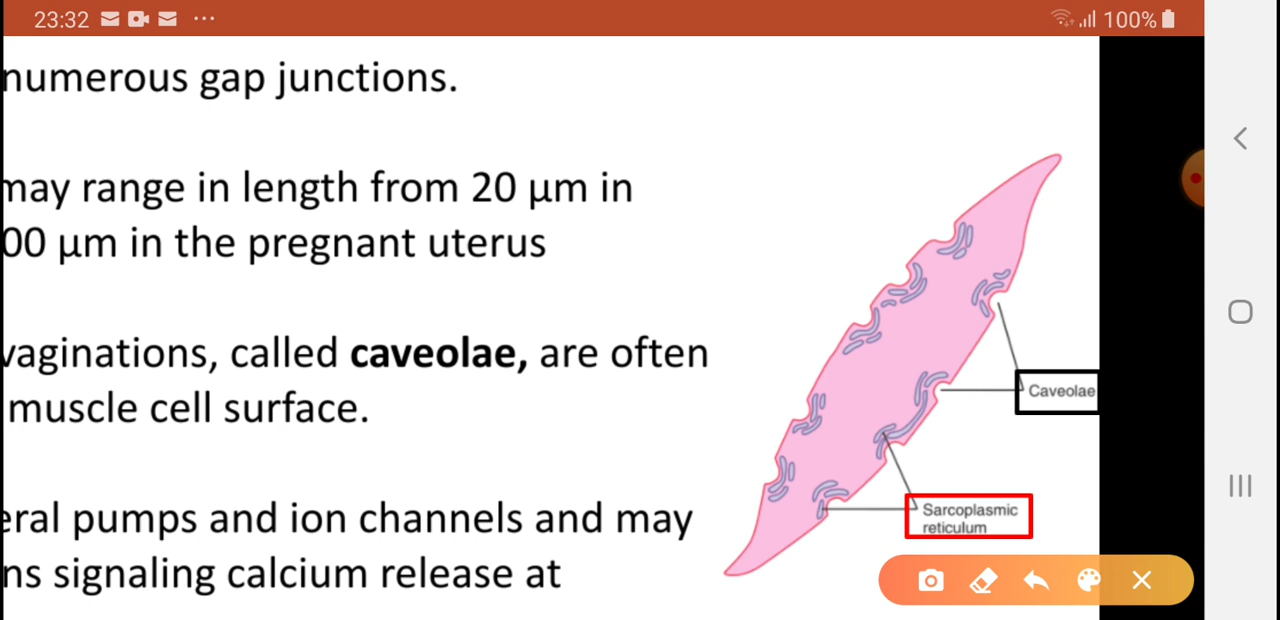 23:32
100%
numerous gap junctions.
may range in length from 20 µm in
00 µm in the pregnant uterus
vaginations, called caveolae, are often
muscle cell surface.
eral pumps and ion channels and may
ns signaling calcium release at
Caveolae
Sarcoplasmic
reticulum